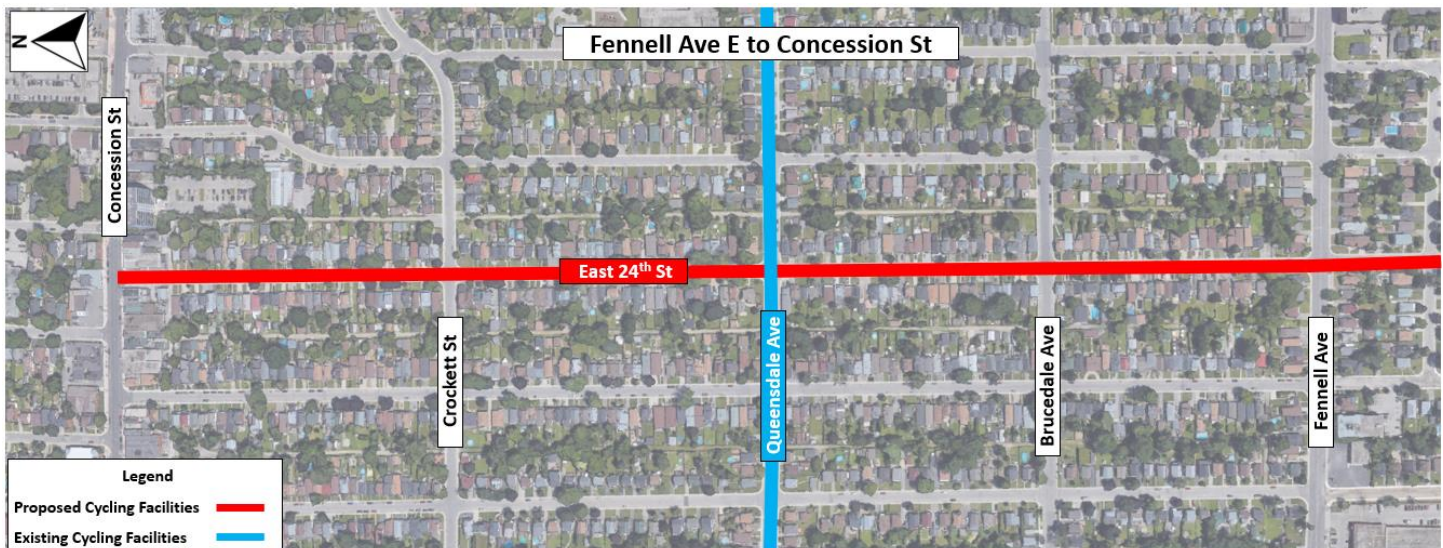 N
Fennell Ave E to Concession St
Concession St
East 24th St
Crockett St
Queensdale Ave
Brucedale Ave
Fennell Ave
Legend
Proposed Cycling Facilities
Existing Cycling Facilities